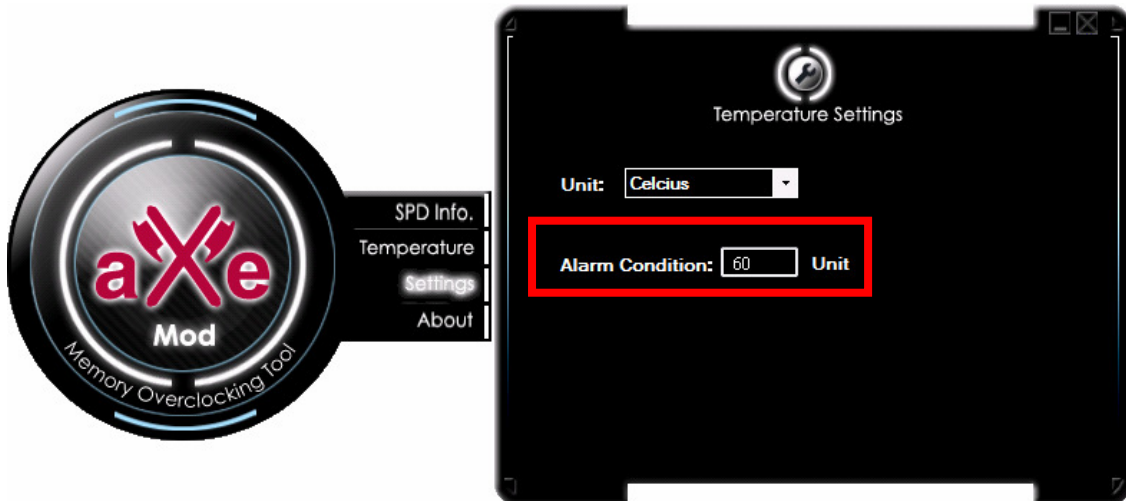 aXe
Mod
Memory Overclocking Tool
SPD Info.
Temperature
Settings
About
Temperature Settings
Unit: Celcius
Alarm Condition: 60 Unit